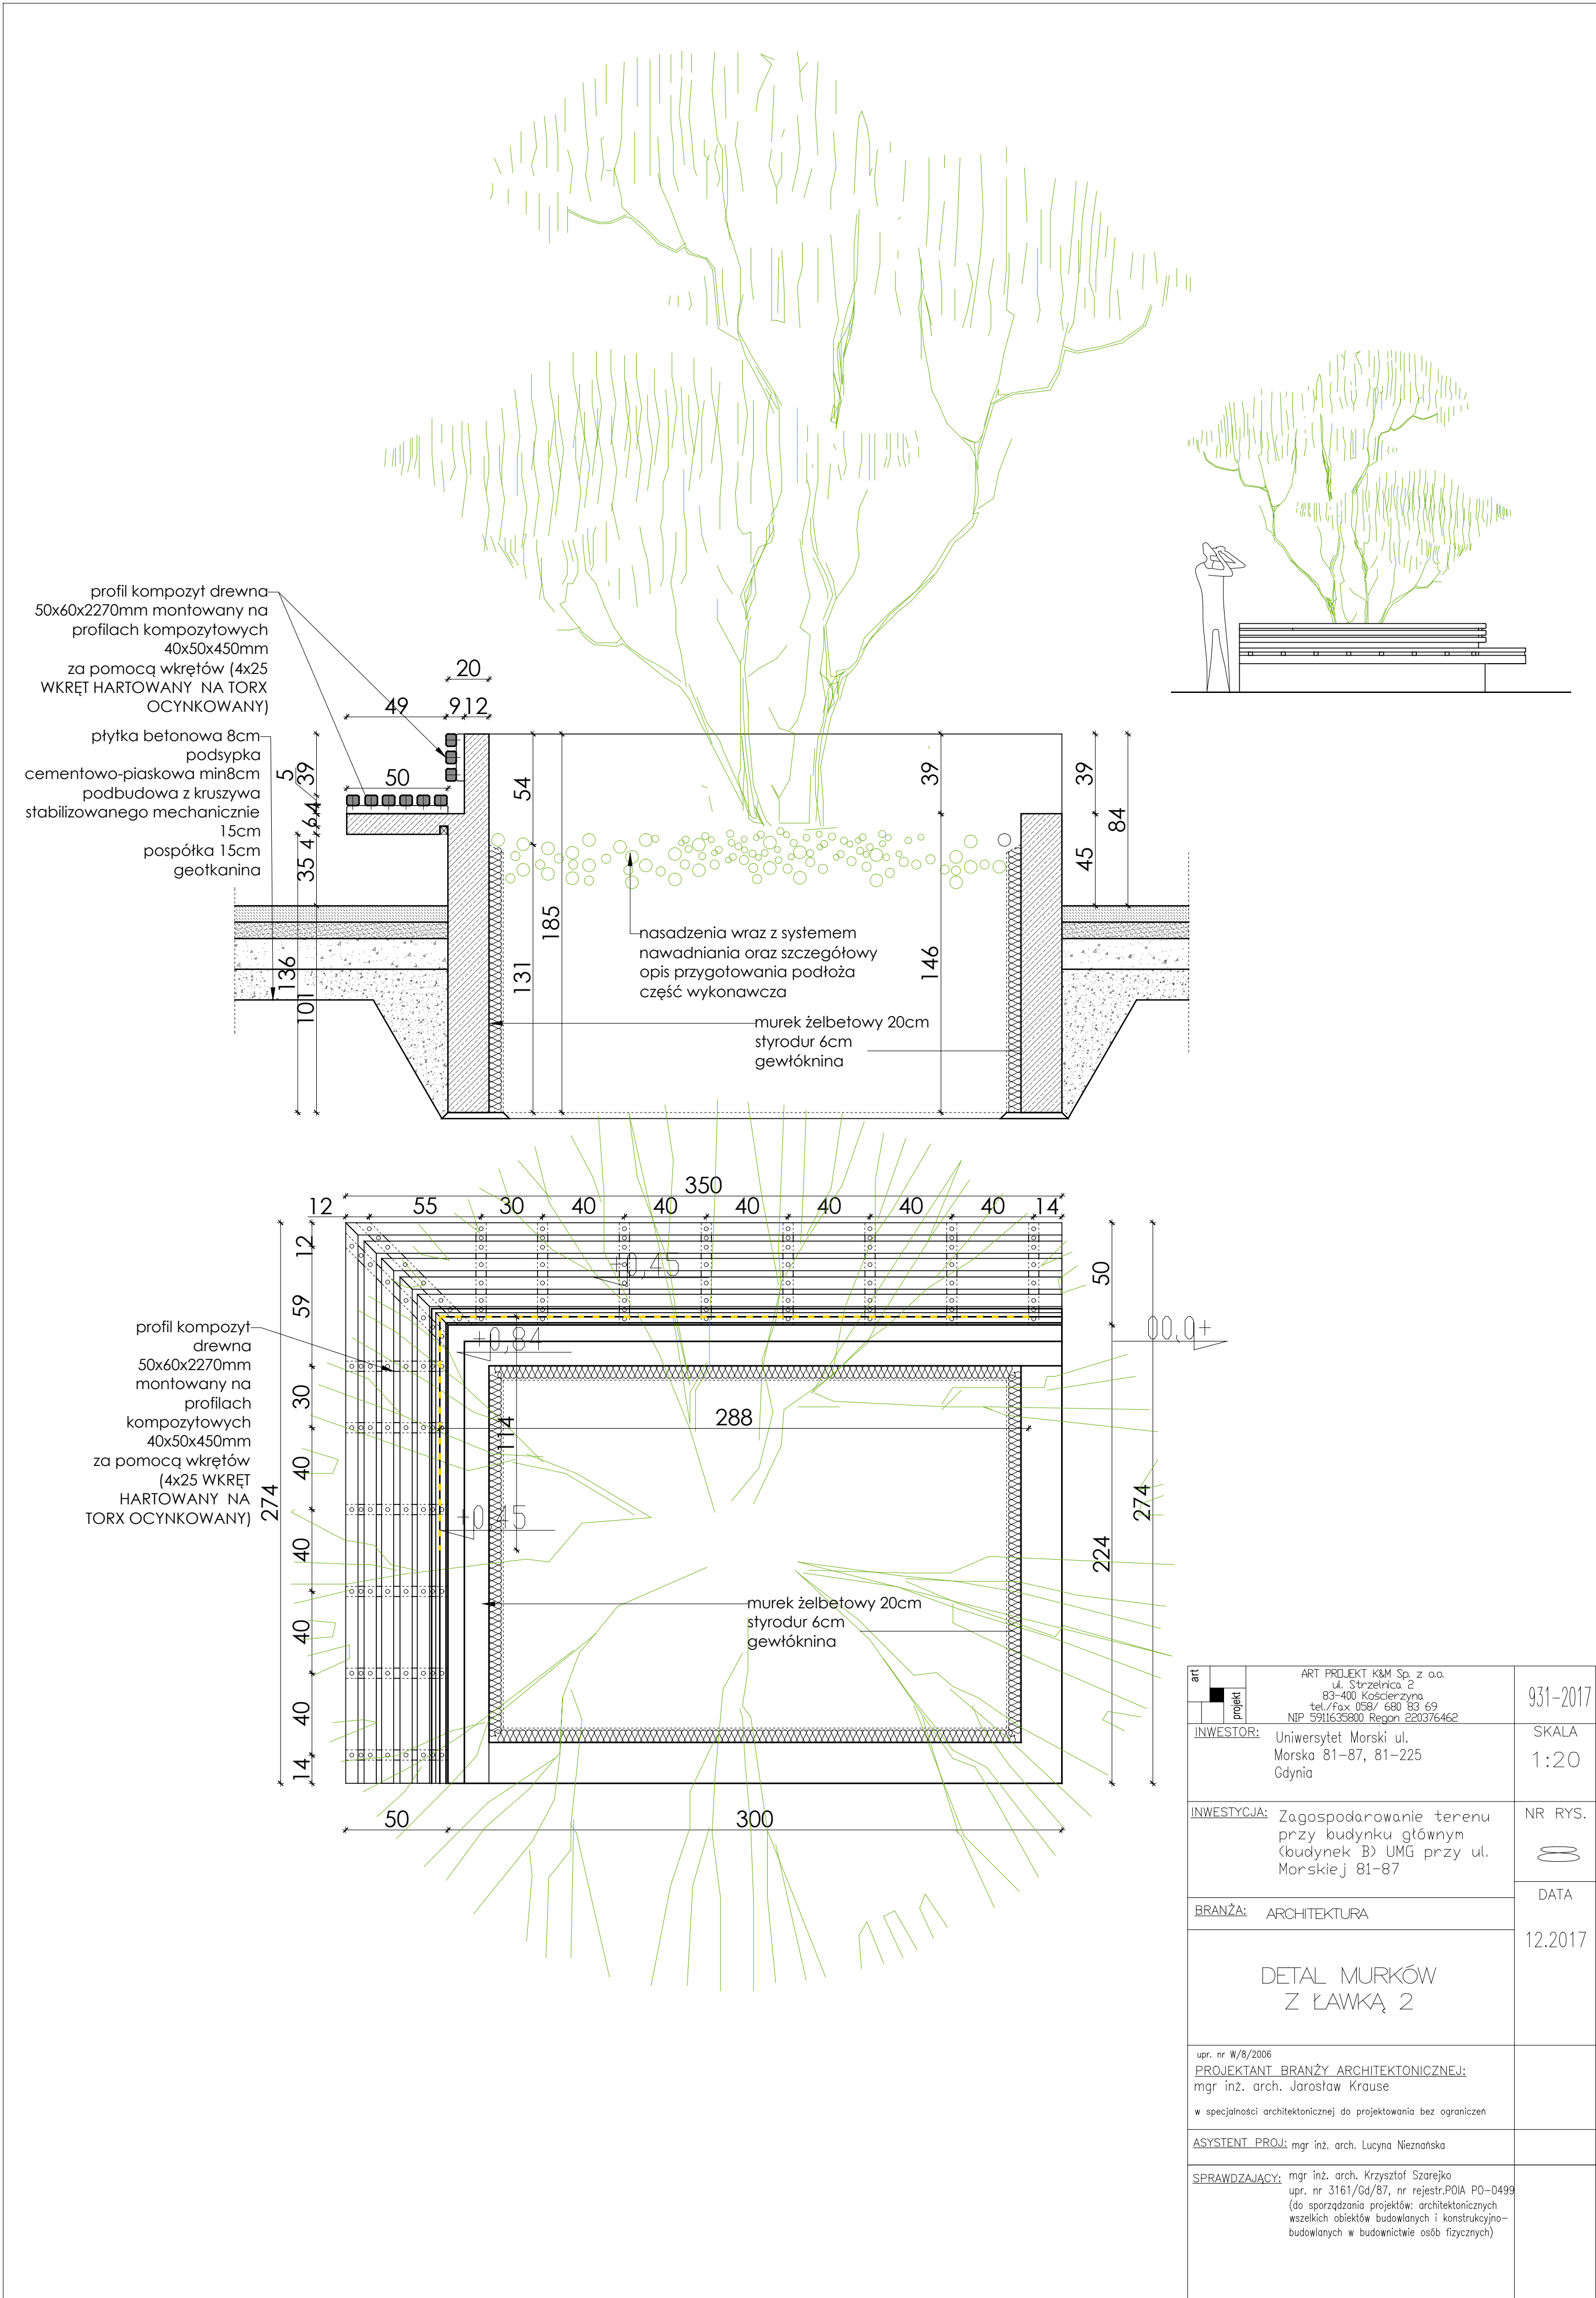 profil kompozyt drewna
50x60x2270mm montowany na
profilach kompozytowych
40x50x450mm
za pomocą wkrętów (4x25
WKRĘT HARTOWANY NA TORX
OCYNKOWANY)
płytka betonowa 8cm
podsypka
cementowo-piaskowa min8cm
podbudowa z kruszywa
stabilizowanego mechanicznie
15cm
pospółka 15cm
geotkanina
20
49 9 12
50
5
39
4
6
4
35
136
101
54
131
185
39
146
39
45
84
nasadzenia wraz z systemem
nawadniania oraz szczegółowy
opis przygotowania podłoża
część wykonawcza
murek żelbetowy 20cm
styrodur 6cm
gewłóknina
350
12 55 30 40 40 40 40 40 40 14
12
59
30
40
40
40
40
14
274
+0,45
+0,84
+0,45
+0,00
50
224
274
288
114
profil kompozyt
drewna
50x60x2270mm
montowany na
profilach
kompozytowych
40x50x450mm
za pomocą wkrętów
(4x25 WKRĘT
HARTOWANY NA
TORX OCYNKOWANY)
murek żelbetowy 20cm
styrodur 6cm
gewłóknina
50 300
art
projekt
ART PROJEKT K&M Sp. z o.o.
ul. Strzelnica 2
83-400 Kościerzyna
tel./fax 058/ 680 83 69
NIP 5911635800 Regon 220376462
931-2017
INWESTOR: Uniwersytet Morski ul.
Morska 81-87, 81-225
Gdynia
SKALA
1:20
INWESTYCJA: Zagospodarowanie terenu
przy budynku głównym
(budynek B) UMG przy ul.
Morskiej 81-87
NR RYS.
8
DATA
12.2017
BRANŻA: ARCHITEKTURA
DETAL MURKÓW
Z ŁAWKĄ 2
upr. nr W/8/2006
PROJEKTANT BRANŻY ARCHITEKTONICZNEJ:
mgr inż. arch. Jarosław Krause
w specjalności architektonicznej do projektowania bez ograniczeń
ASYSTENT PROJ: mgr inż. arch. Lucyna Nieznańska
SPRAWDZAJĄCY: mgr inż. arch. Krzysztof Szarejko
upr. nr 3161/Gd/87, nr rejestr.POIA PO-0499
(do sporządzania projektów: architektonicznych
wszelkich obiektów budowlanych i konstrukcyjno-
budowlanych w budownictwie osób fizycznych)